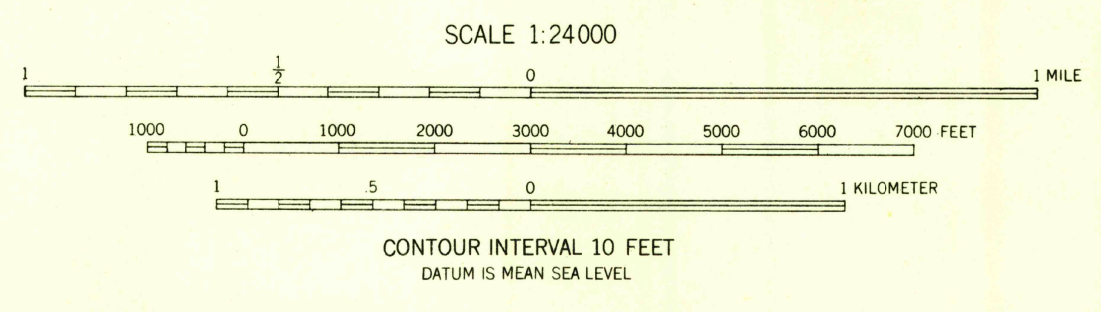 SCALE 1:24000
1 1/2 0 1 MILE
1000 0 1000 2000 3000 4000 5000 6000 7000 FEET
1 .5 0 1 KILOMETER
CONTOUR INTERVAL 10 FEET
DATUM IS MEAN SEA LEVEL